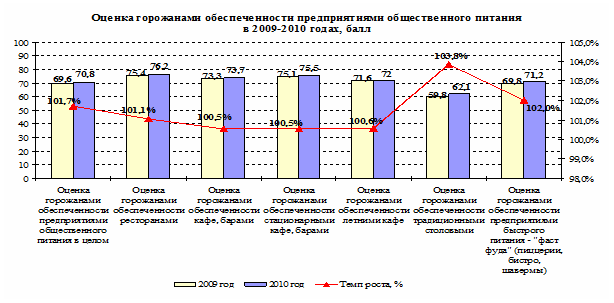 Оценка горожанами обеспеченности предприятиями общественного питания
в 2009-2010 годах, балл
100
90
80
70
60
50
40
30
20
10
0
105,0%
104,0%
103,0%
102,0%
101,0%
100,0%
99,0%
98,0%
69,6
70,8
75,4
76,2
73,3
73,7
75,1
75,5
71,6
72
59,8
62,1
69,8
71,2
101,7%
101,1%
100,5%
100,5%
100,6%
103,8%
102,0%
Оценка
горожанами
обеспеченности
предприятиями
общественного
питания в целом
Оценка
горожанами
обеспеченности
ресторанами
Оценка
горожанами
обеспеченности
кафе, барами
Оценка
горожанами
обеспеченности
стационарными
кафе, барами
Оценка
горожанами
обеспеченности
летними кафе
Оценка
горожанами
обеспеченности
традиционными
столовыми
Оценка
горожанами
обеспеченности
предприятиями
быстрого
питания - "фаст
фуда" (пиццерии,
бистро,
шавермы)
2009 год
2010 год
Темп роста, %